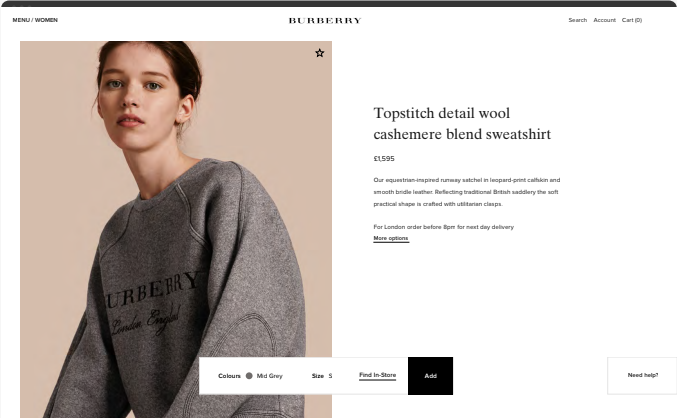 MENU / WOMEN
BURBERRY
Search Account Cart (0)
Topstitch detail wool
cashemere blend sweatshirt
£1,595
Our equestrian-inspired runway satchel in leopard-print calfskin and
smooth bridle leather. Reflecting traditional British saddlery the soft
practical shape is crafted with utilitarian clasps.
For London order before 8pm for next day delivery
More options
URBERRY
London England
Colours Mid Grey Size S Find In-Store Add
Need help?